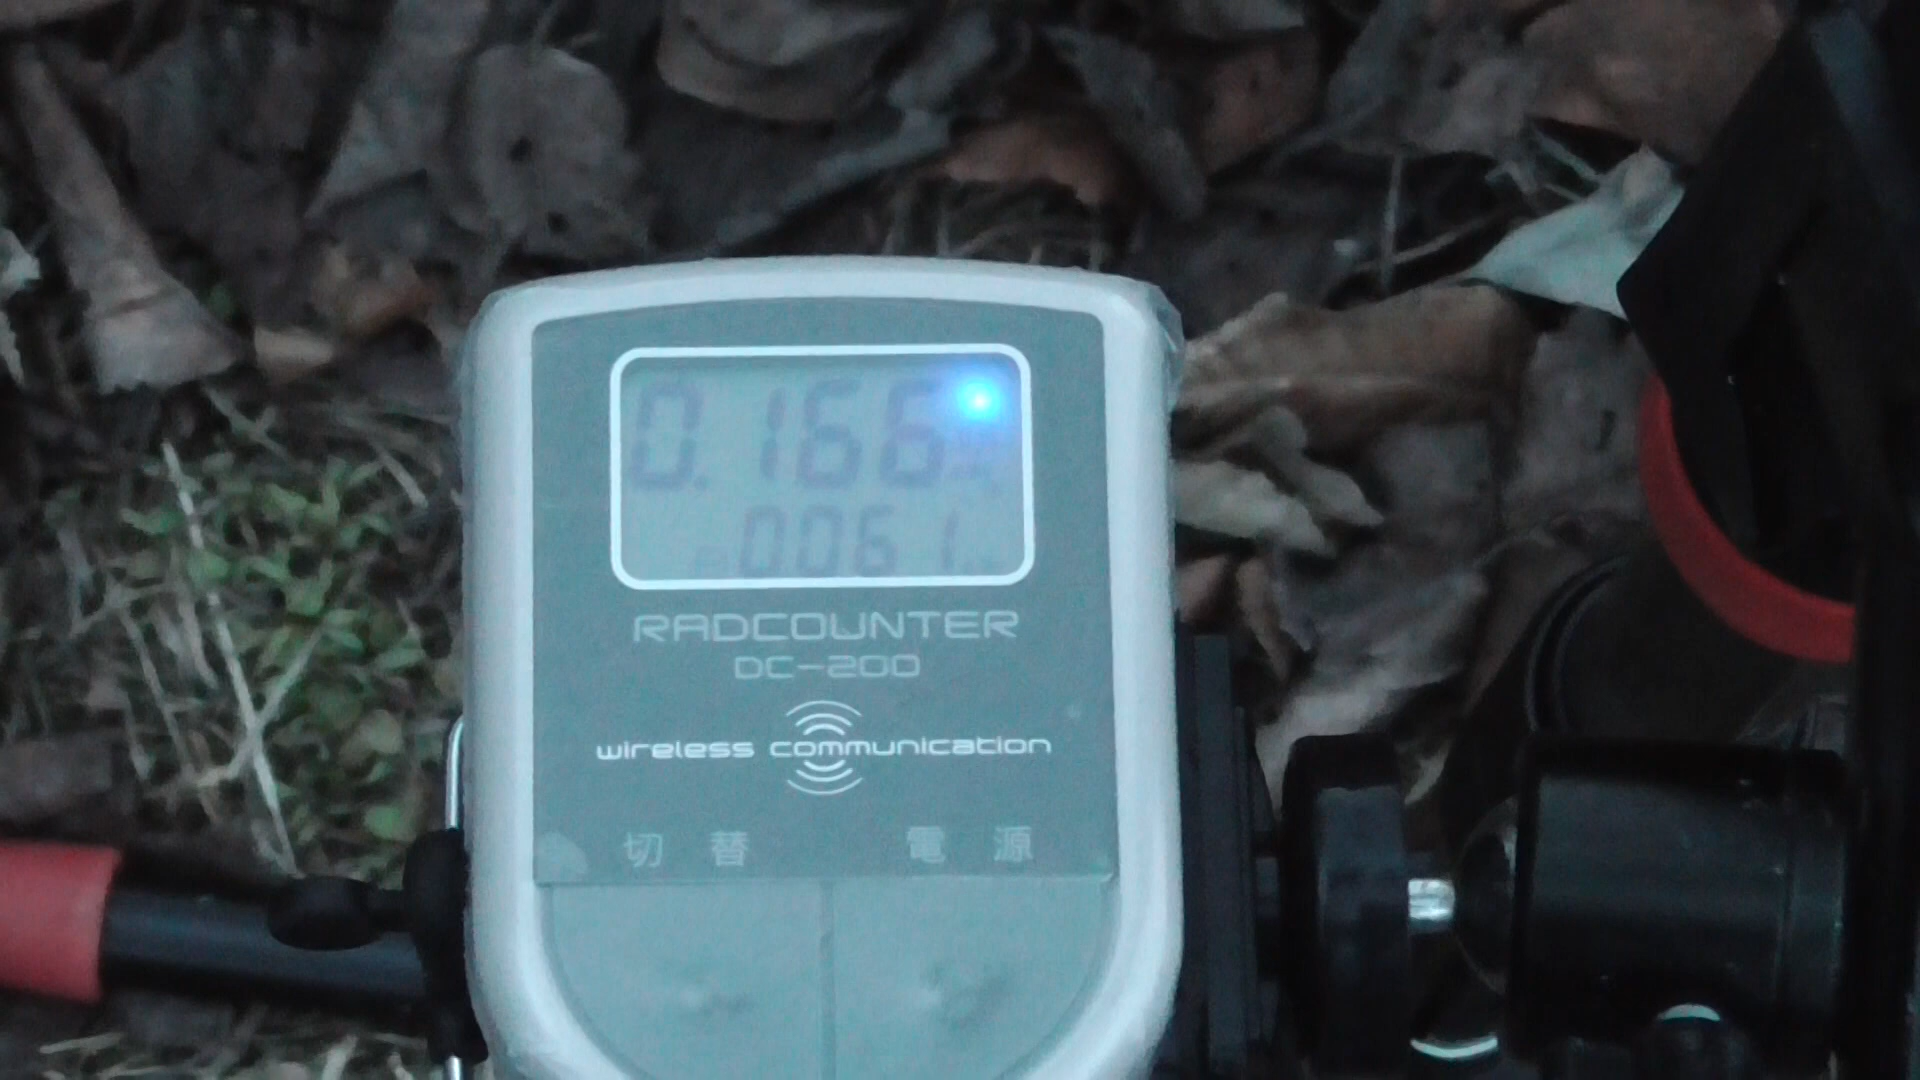 0.166
0061
RADCOUNTER
DC-200
wireless communication
切替 電源